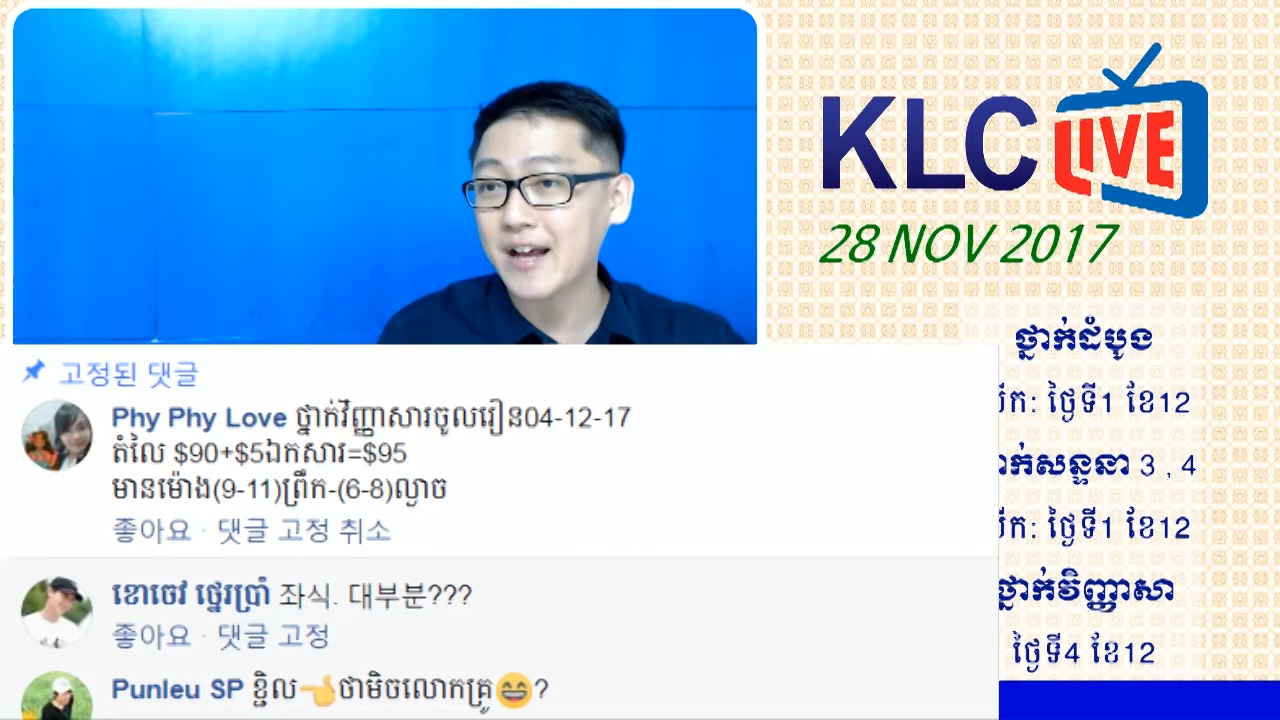 KLC LIVE
28 NOV 2017
고정된 댓글
Phy Phy Love ថ្នាក់វិញ្ញាសារចូលរៀន04-12-17
តំលៃ $90+$5ឯកសារ=$95
មានម៉ោង(9-11)ព្រឹក-(6-8)ល្ងាច
좋아요 · 댓글 고정 취소
ខោចេវ ថ្នេរប្រាំ 좌식. 대부분???
좋아요 · 댓글 고정
Punleu SP ខ្ជិល👈ថាមិចលោកគ្រូ😄?
ថ្នាក់ដំបូង
ថ្ងៃទី1 ខែ12
សន្ទនា 3 , 4
ថ្ងៃទី1 ខែ12
ថ្នាក់វិញ្ញាសា
ថ្ងៃទី4 ខែ12